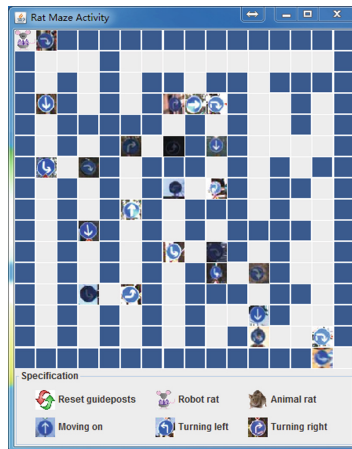 Rat Maze Activity
Specification
Reset guideposts Robot rat Animal rat
Moving on Turning left Turning right